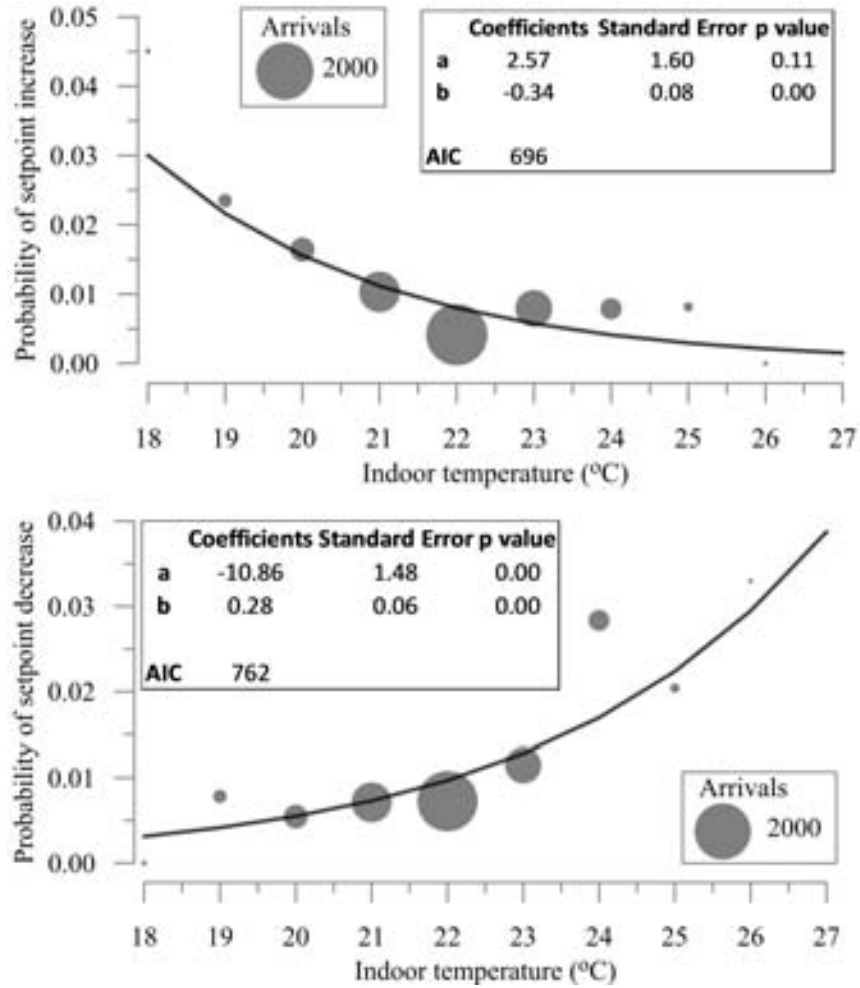 0.05
Arrivals
2000
Coefficients Standard Error p value
a 2.57 1.60 0.11
b -0.34 0.08 0.00
AIC 696
0.04
0.03
0.02
0.01
0.00
Probability of setpoint increase
18 19 20 21 22 23 24 25 26 27
Indoor temperature (°C)
0.04
Coefficients Standard Error p value
a -10.86 1.48 0.00
b 0.28 0.06 0.00
AIC 762
0.03
0.02
0.01
0.00
Probability of setpoint decrease
Arrivals
2000
18 19 20 21 22 23 24 25 26 27
Indoor temperature (°C)